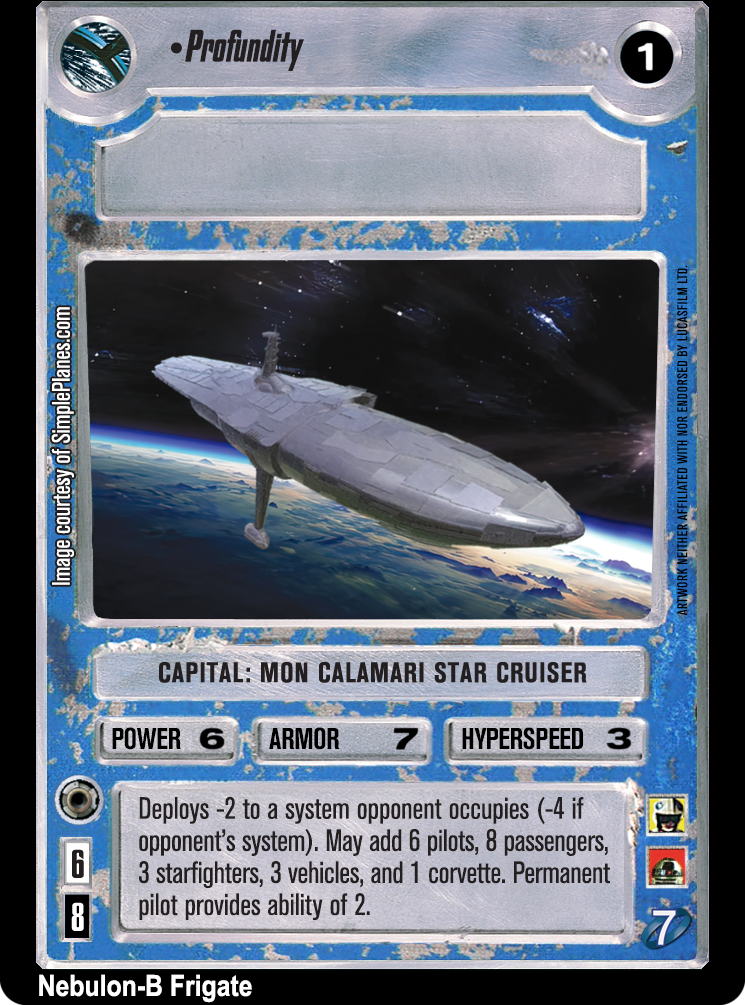 •Profundity
1
Image courtesy of SimplePlanes.com
ARTWORK NEITHER AFFILIATED WITH NOR ENDORSED BY LUCASFILM LTD.
CAPITAL: MON CALAMARI STAR CRUISER
POWER 6 ARMOR 7 HYPERSPEED 3
Deploys -2 to a system opponent occupies (-4 if
opponent's system). May add 6 pilots, 8 passengers,
3 starfighters, 3 vehicles, and 1 corvette. Permanent
pilot provides ability of 2.
6
8
7
Nebulon-B Frigate